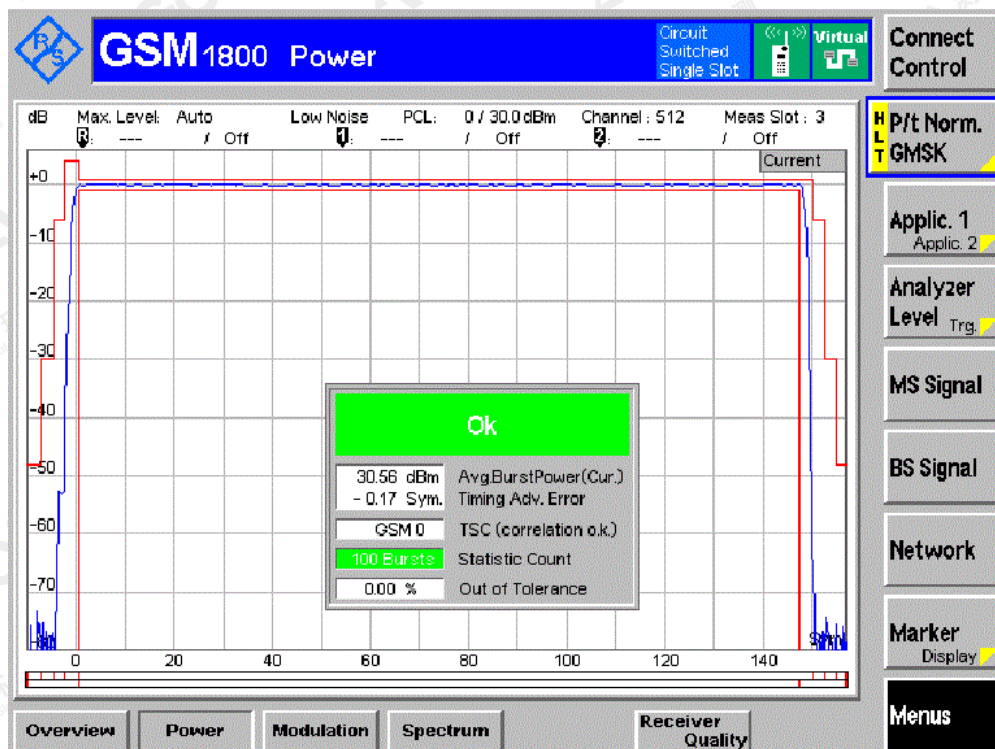 R S
GSM 1800 Power
Circuit Switched Single Slot
Virtual
Connect Control
dB Max. Level: Auto Low Noise PCL: 0 / 30.0 dBm Channel : 512 Meas Slot : 3
R: --- / Off 1: --- / Off 2: --- / Off
Current
HLT
P/t Norm. GMSK
Applic. 1
Applic. 2
Analyzer Level Trg.
MS Signal
BS Signal
Network
Marker
Display
Menus
+0
-10
-20
-30
-40
-50
-60
-70
Ok
30.56 dBm Avg.BurstPower(Cur.)
- 0.17 Sym. Timing Adv. Error
GSM 0 TSC (correlation o.k.)
100 Bursts Statistic Count
0.00 % Out of Tolerance
0 20 40 60 80 100 120 140
Overview Power Modulation Spectrum Receiver Quality